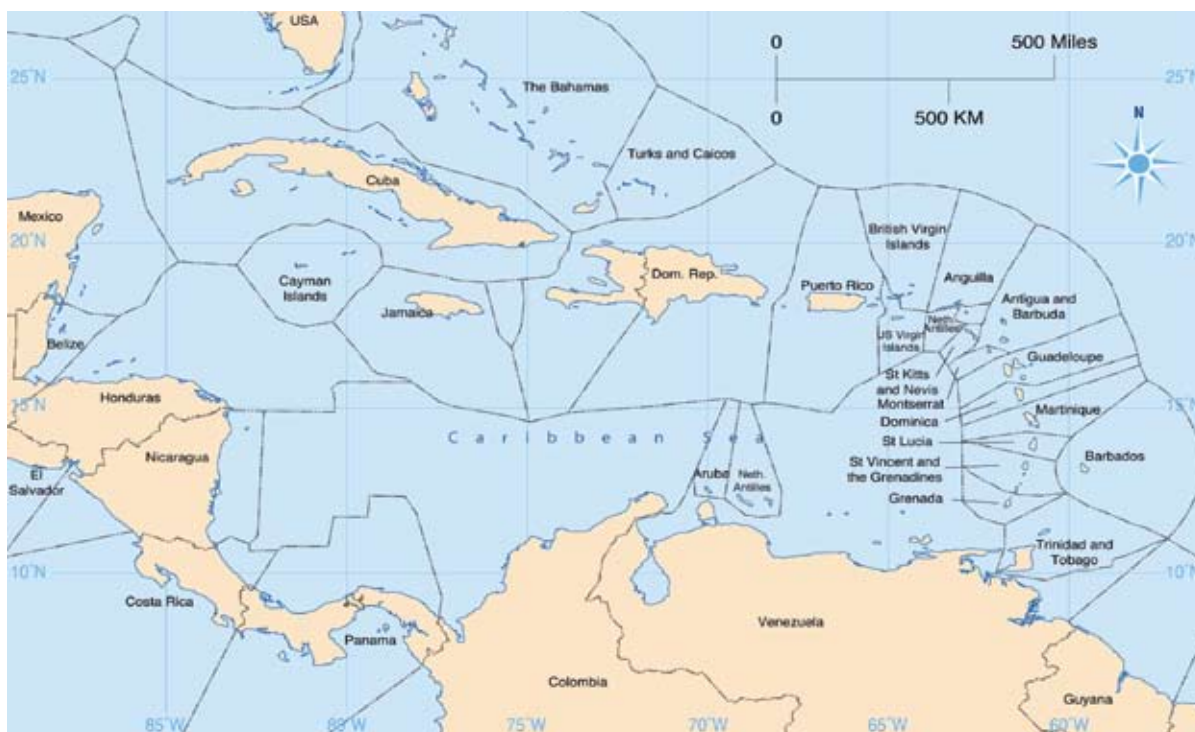 USA
0
500 Miles
25°N
25°N
The Bahamas
0
500 KM
N
Turks and Caicos
Cuba
Mexico
20°N
British Virgin
Islands
20°N
Cayman
Islands
Dom. Rep.
Puerto Rico
Anguilla
Jamaica
Antigua and
Barbuda
Neth.
Antilles
US Virgin
Islands
Belize
Guadeloupe
St Kitts
and Nevis
Honduras
Montserrat
15°N
15°N
Martinique
Dominica
Caribbean Sea
St Lucia
Nicaragua
Barbados
St Vincent and
the Grenadines
El
Salvador
Aruba
Neth.
Antilles
Grenada
Trinidad and
Tobago
10°N
10°N
Costa Rica
Panama
Venezuela
Colombia
Guyana
85°W
80°W
75°W
70°W
65°W
60°W